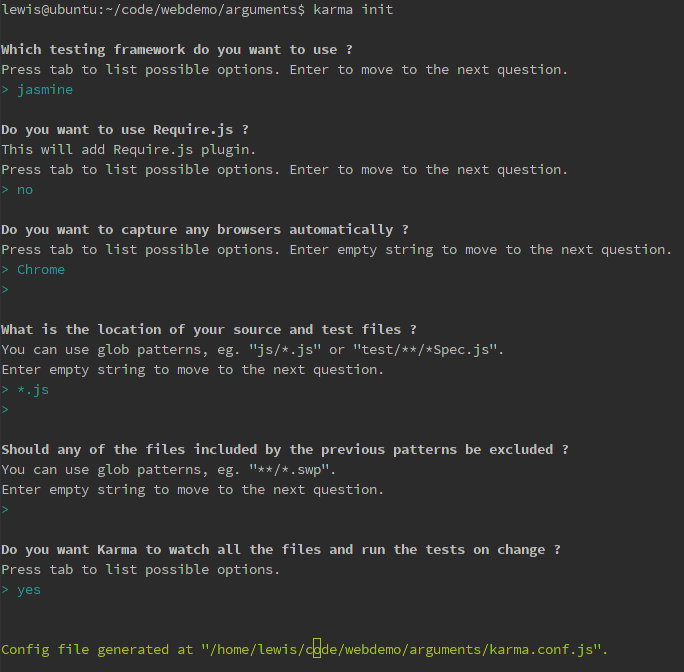 lewis@ubuntu:~/code/webdemo/arguments$ karma init
Which testing framework do you want to use ?
Press tab to list possible options. Enter to move to the next question.
> jasmine
Do you want to use Require.js ?
This will add Require.js plugin.
Press tab to list possible options. Enter to move to the next question.
> no
Do you want to capture any browsers automatically ?
Press tab to list possible options. Enter empty string to move to the next question.
> Chrome
>
What is the location of your source and test files ?
You can use glob patterns, eg. "js/*.js" or "test/**/*Spec.js".
Enter empty string to move to the next question.
> *.js
>
Should any of the files included by the previous patterns be excluded ?
You can use glob patterns, eg. "**/*.swp".
Enter empty string to move to the next question.
>
Do you want Karma to watch all the files and run the tests on change ?
Press tab to list possible options.
> yes
Config file generated at "/home/lewis/code/webdemo/arguments/karma.conf.js".